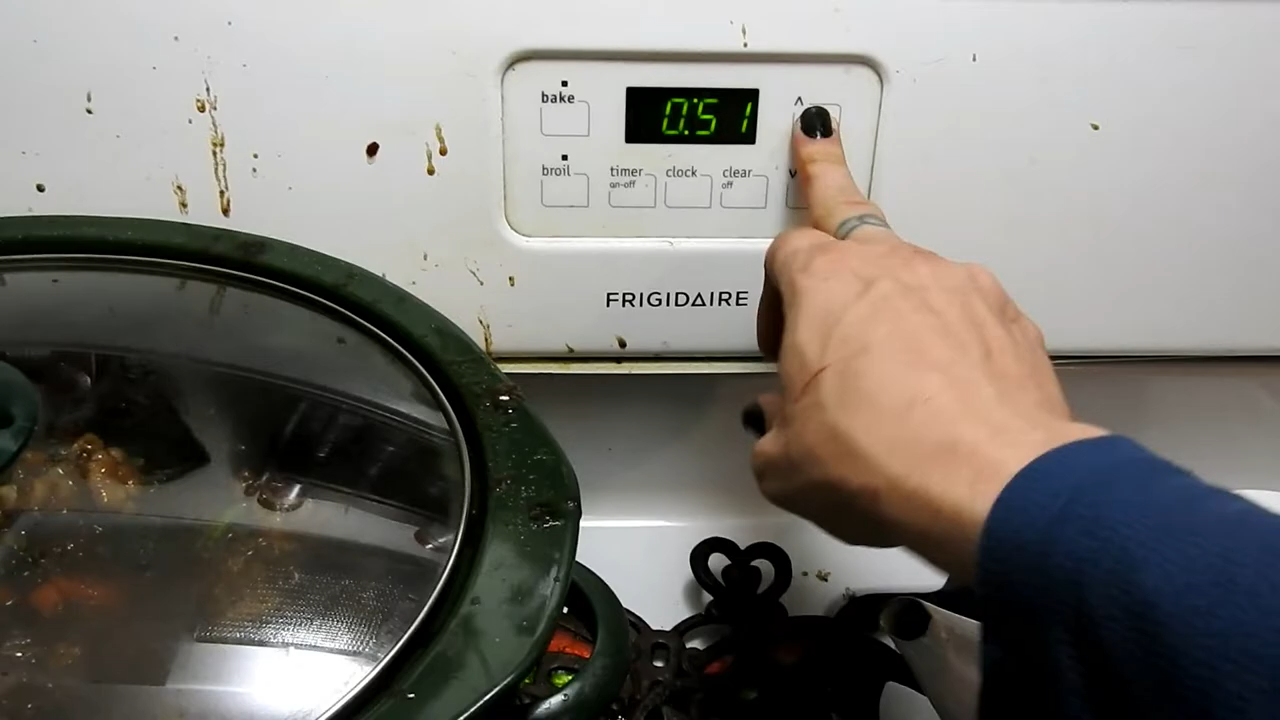 bake
0:51
^
broil
timer
on-off
clock
clear
off
v
FRIGIDAIRE